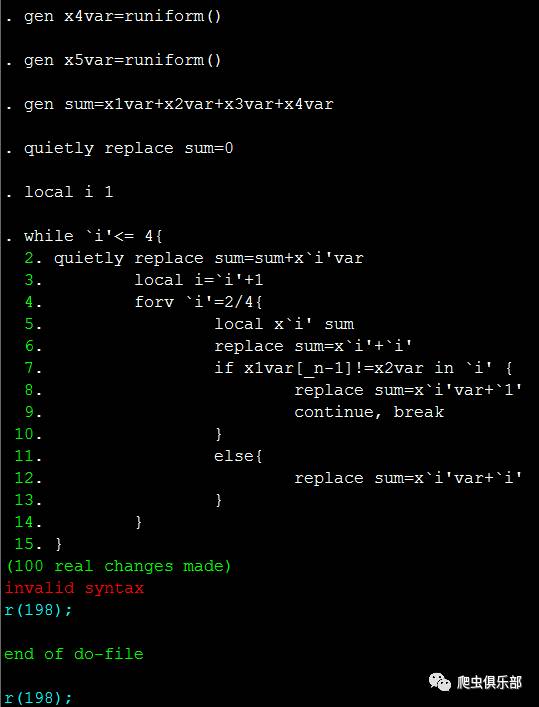 . gen x4var=runiform()
. gen x5var=runiform()
. gen sum=x1var+x2var+x3var+x4var
. quietly replace sum=0
. local i 1
. while `i'<= 4{
2. quietly replace sum=sum+x`i'var
3. local i=`i'+1
4. forv `i'=2/4{
5. local x`i' sum
6. replace sum=x`i'+`i'
7. if x1var[_n-1]!=x2var in `i' {
8. replace sum=x`i'var+`1'
9. continue, break
10. }
11. else{
12. replace sum=x`i'var+`i'
13. }
14. }
15. }
(100 real changes made)
invalid syntax
r(198);
end of do-file
r(198);
爬虫俱乐部